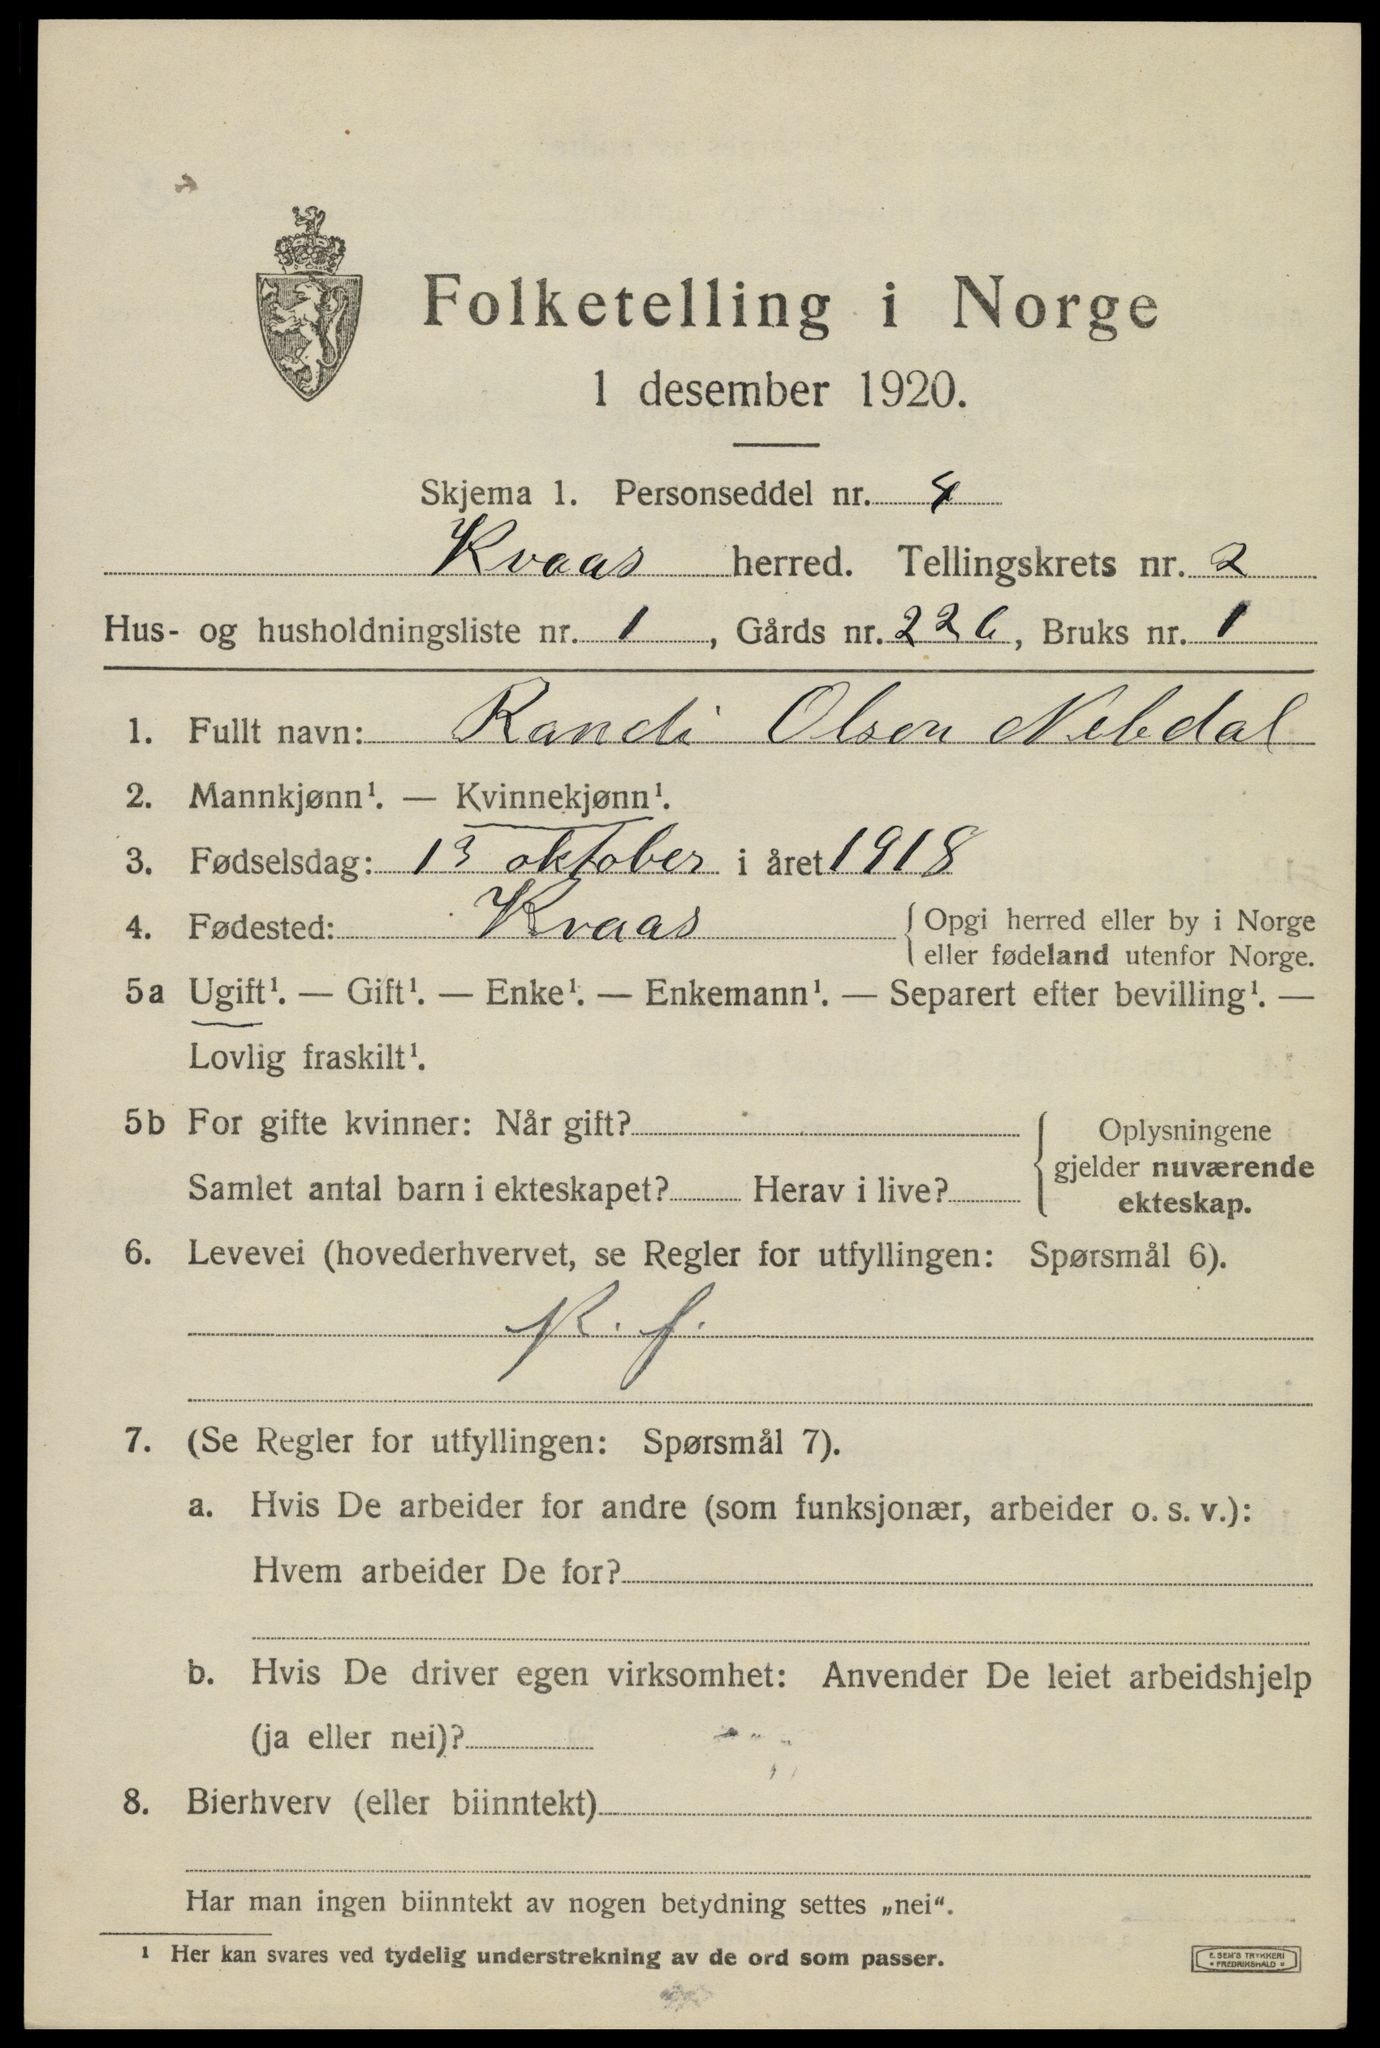 Folketelling i Norge
1 desember 1920.
Skjema 1. Personseddel nr. 4
Kvaas herred. Tellingskrets nr. 2
Hus- og husholdningsliste nr. 1, Gårds nr. 226, Bruks nr. 1
1. Fullt navn: Randi Olsen Nebdal
2. Mannkjønn¹. — Kvinnekjønn¹.
3. Fødselsdag: 13 oktober i året 1918
4. Fødested: Kvaas { Opgi herred eller by i Norge
eller fødeland utenfor Norge.
5a Ugift¹. — Gift¹. — Enke¹. — Enkemann¹. — Separert efter bevilling¹. —
Lovlig fraskilt¹.
5b For gifte kvinner: Når gift?
Samlet antal barn i ekteskapet? Herav i live?
{ Oplysningene
gjelder nuværende
ekteskap.
6. Levevei (hovederhvervet, se Regler for utfyllingen: Spørsmål 6).
K. f.
7. (Se Regler for utfyllingen: Spørsmål 7).
a. Hvis De arbeider for andre (som funksjonær, arbeider o. s. v.):
Hvem arbeider De for?
b. Hvis De driver egen virksomhet: Anvender De leiet arbeidshjelp
(ja eller nei)?
8. Bierhverv (eller biinntekt)
Har man ingen biinntekt av nogen betydning settes „nei“.
¹ Her kan svares ved tydelig understrekning av de ord som passer.
E. SEM'S TRYKKERI
FREDRIKSHALD